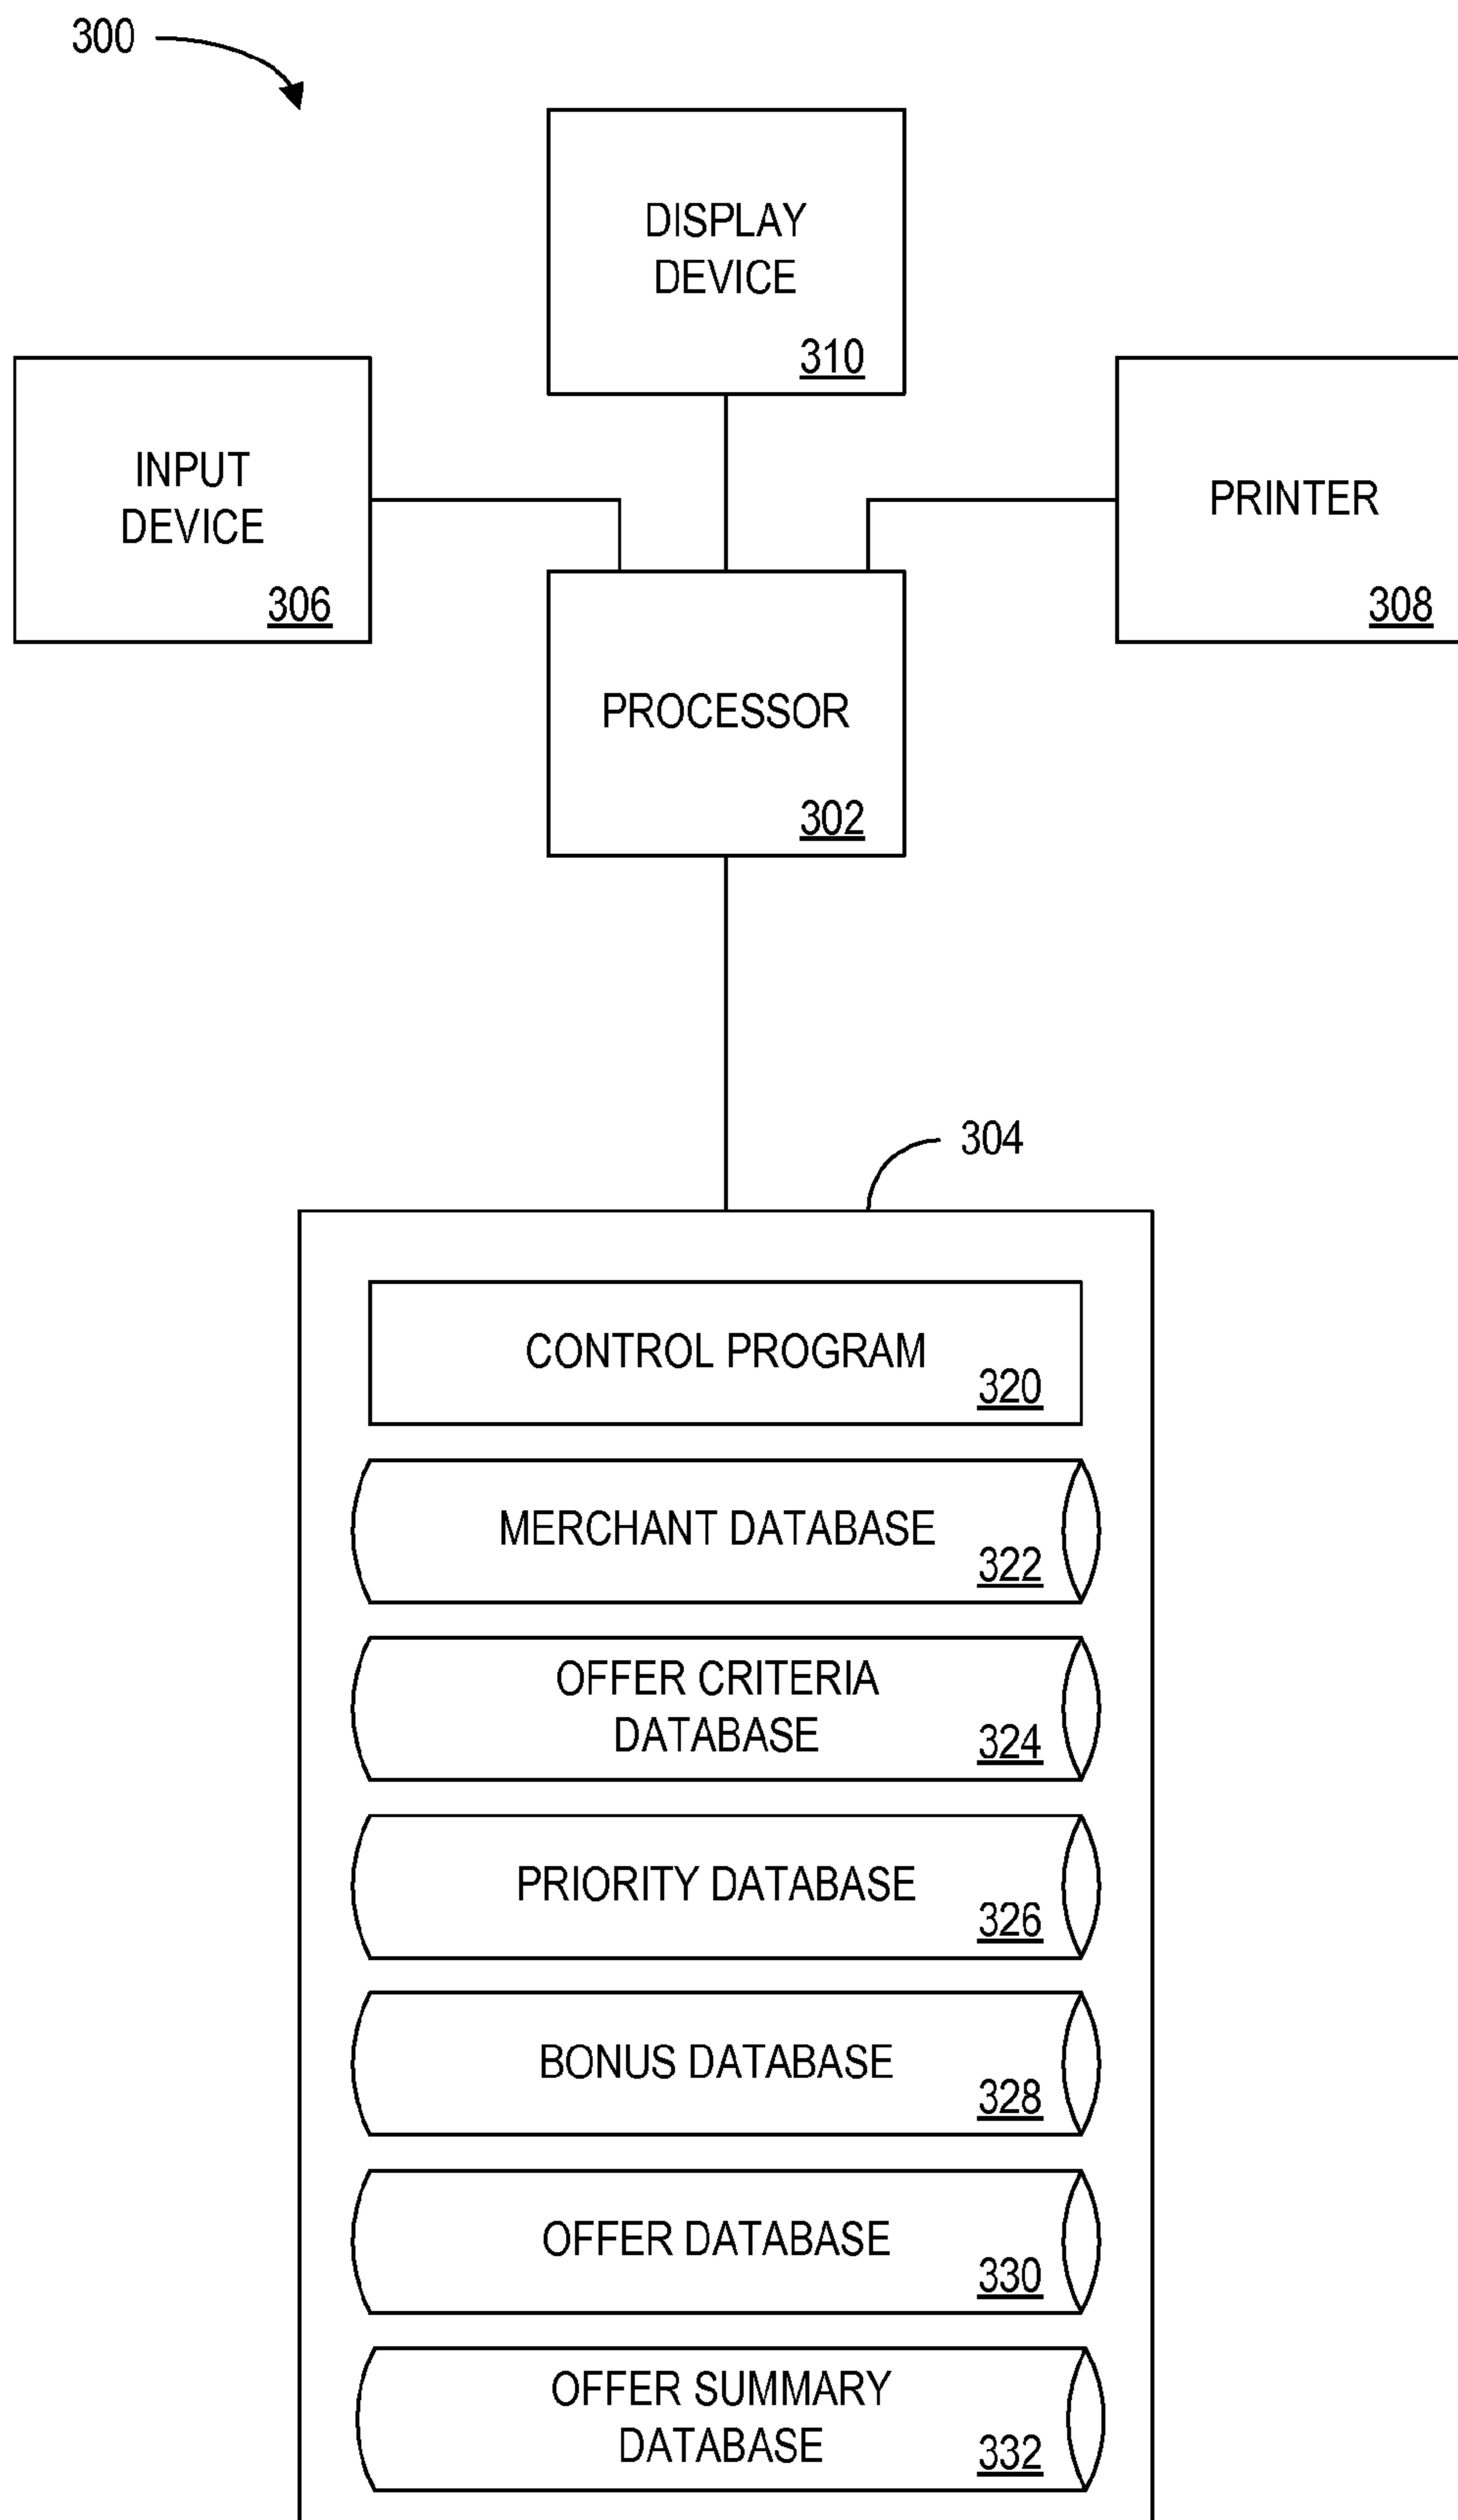 300
DISPLAY
DEVICE
310
INPUT
DEVICE
306
PRINTER
308
PROCESSOR
302
304
CONTROL PROGRAM
320
MERCHANT DATABASE
322
OFFER CRITERIA
DATABASE
324
PRIORITY DATABASE
326
BONUS DATABASE
328
OFFER DATABASE
330
OFFER SUMMARY
DATABASE
332